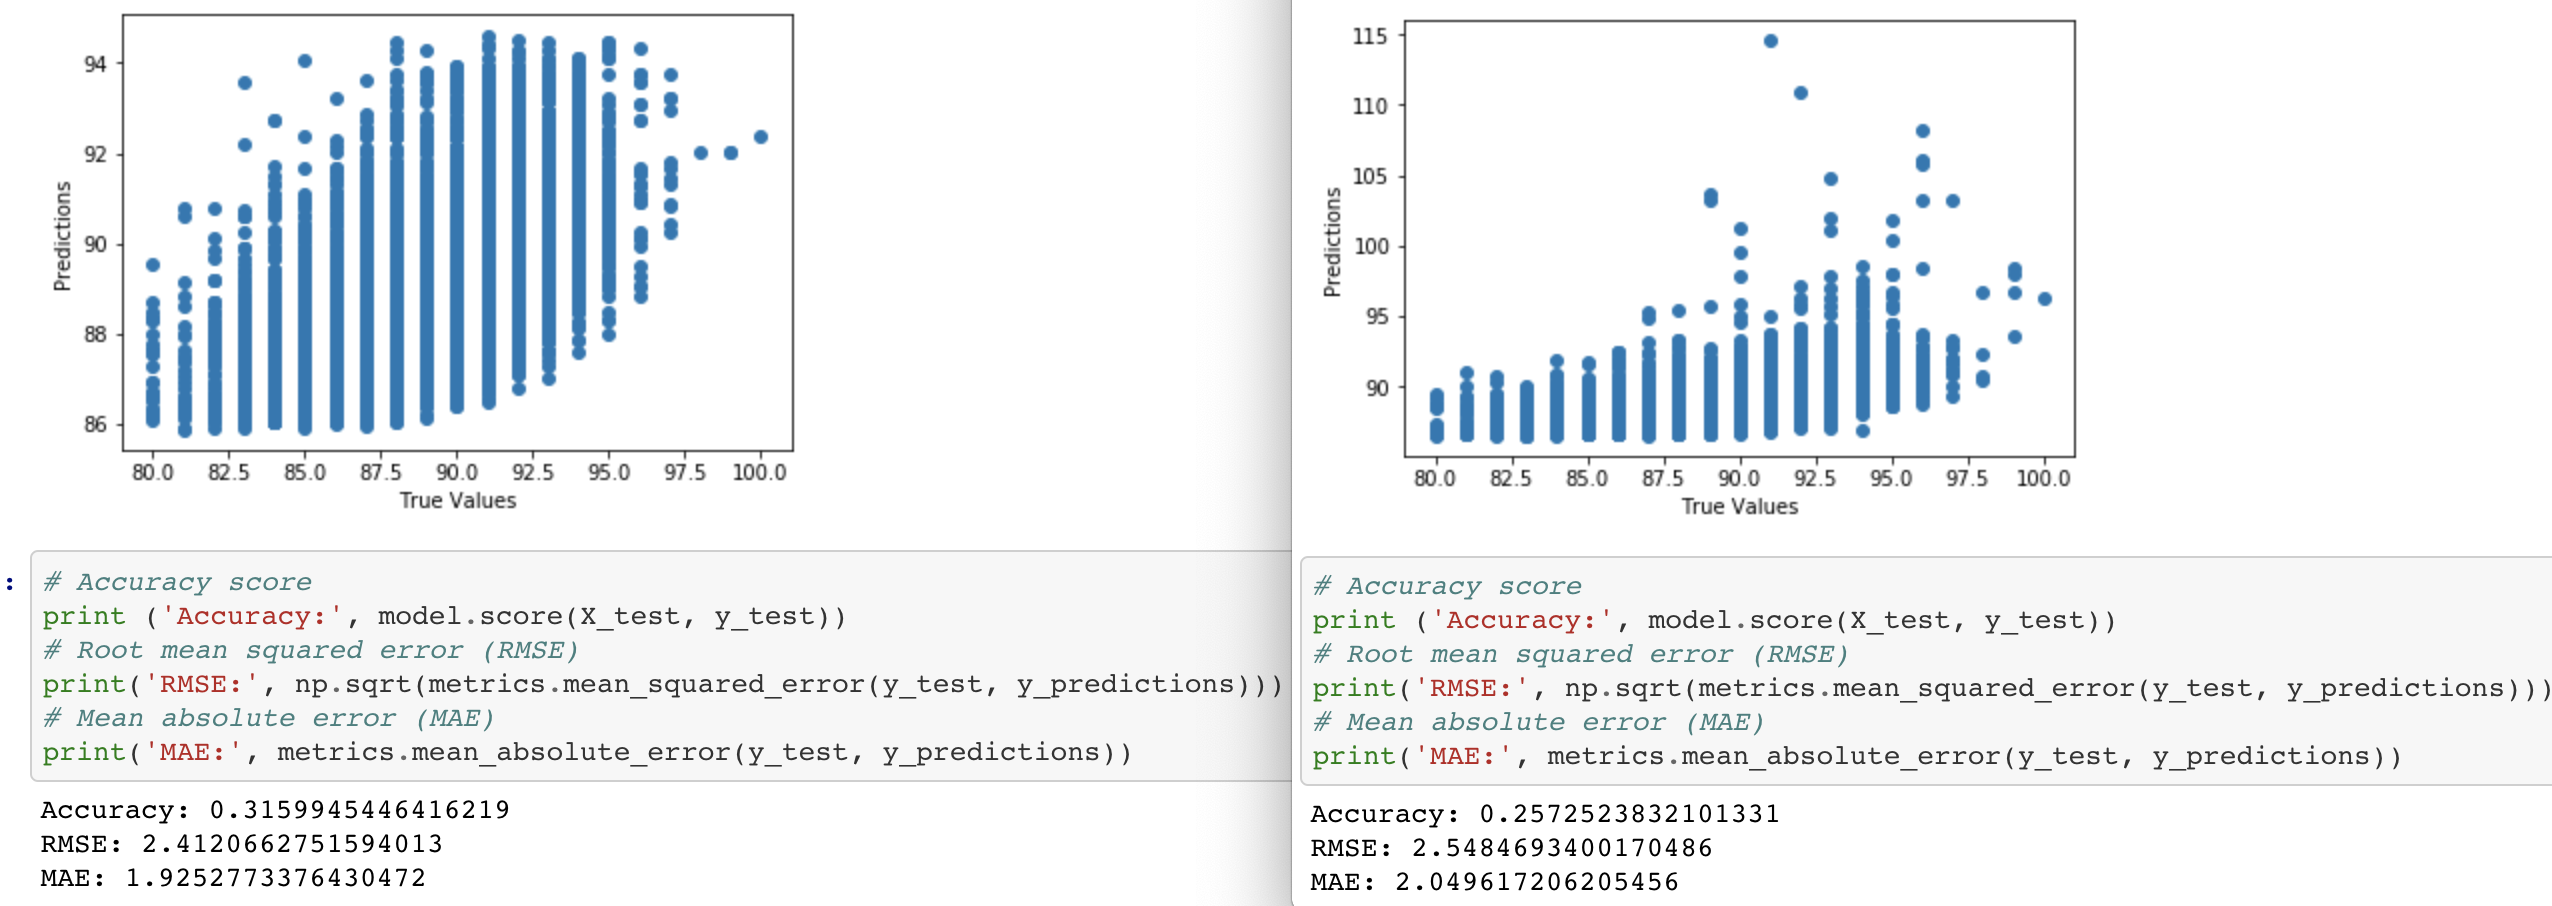 94
92
90
88
86
Predictions
80.0 82.5 85.0 87.5 90.0 92.5 95.0 97.5 100.0
True Values
:
# Accuracy score
print ('Accuracy:', model.score(X_test, y_test))
# Root mean squared error (RMSE)
print('RMSE:', np.sqrt(metrics.mean_squared_error(y_test, y_predictions)))
# Mean absolute error (MAE)
print('MAE:', metrics.mean_absolute_error(y_test, y_predictions))
Accuracy: 0.3159945446416219
RMSE: 2.4120662751594013
MAE: 1.9252773376430472
115
110
105
100
95
90
Predictions
80.0 82.5 85.0 87.5 90.0 92.5 95.0 97.5 100.0
True Values
# Accuracy score
print ('Accuracy:', model.score(X_test, y_test))
# Root mean squared error (RMSE)
print('RMSE:', np.sqrt(metrics.mean_squared_error(y_test, y_predictions)))
# Mean absolute error (MAE)
print('MAE:', metrics.mean_absolute_error(y_test, y_predictions))
Accuracy: 0.2572523832101331
RMSE: 2.5484693400170486
MAE: 2.049617206205456